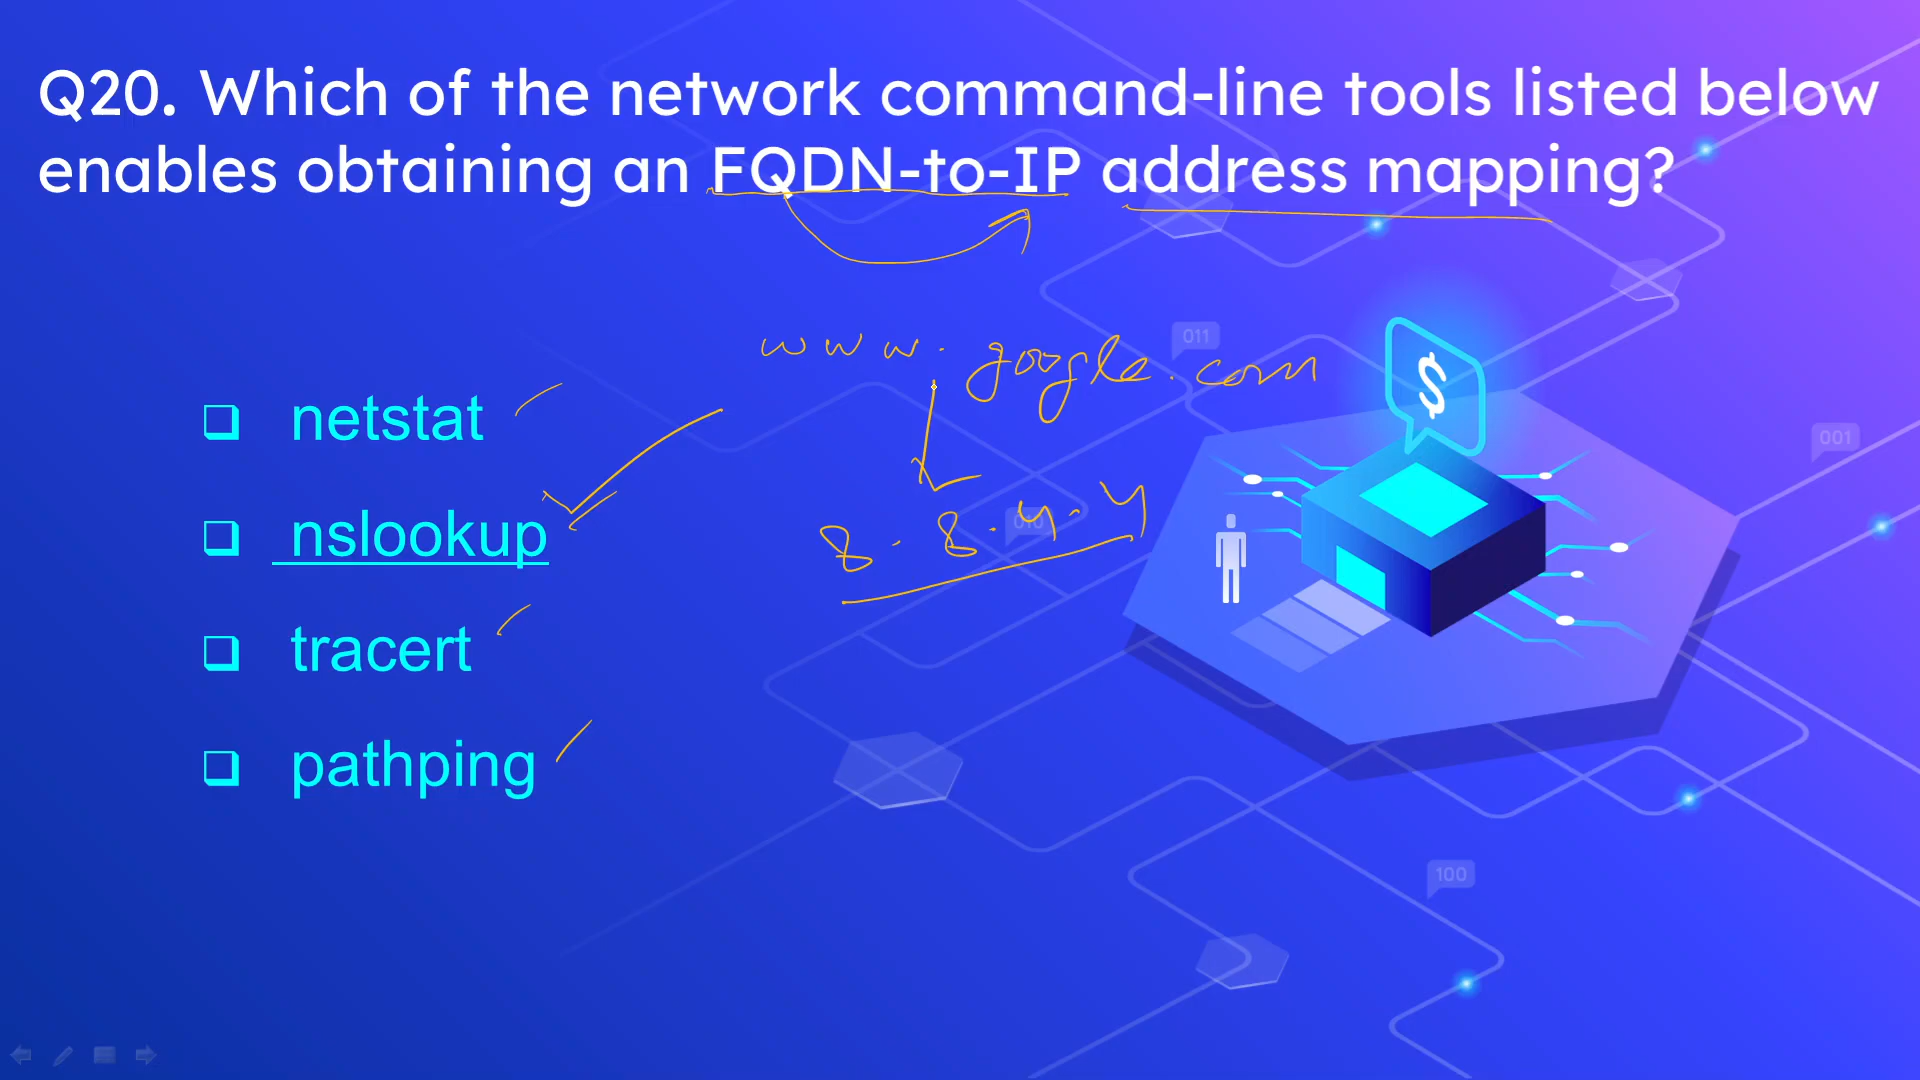 Q20. Which of the network command-line tools listed below
enables obtaining an FQDN-to-IP address mapping?
011
www.google.com
$
netstat
001
8.8.4.4
010
nslookup
tracert
pathping
100